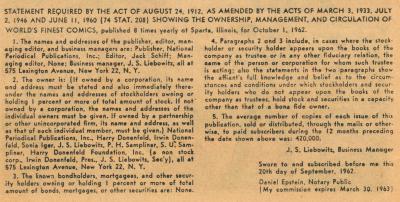 STATEMENT REQUIRED BY THE ACT OF AUGUST 24, 1912, AS AMENDED BY THE ACTS OF MARCH 3, 1933, JULY
2, 1946 AND JUNE 11, 1960 (74 STAT. 208) SHOWING THE OWNERSHIP, MANAGEMENT, AND CIRCULATION OF
WORLD'S FINEST COMICS, published 8 times yearly at Sparta, Illinois, for October 1, 1962.
1. The names and addresses of the publisher, editor, man-
aging editor, and business managers are: Publisher, National
Periodical Publications, Inc.; Editor, Jack Schiff; Man-
aging editor, None; Business manager, J. S. Liebowitz, all at
575 Lexington Avenue, New York 22, N. Y.
2. The owner is: (If owned by a corporation, its name
and address must be stated and also immediately there-
under the names and addresses of stockholders owning or
holding 1 percent or more of total amount of stock. If not
owned by a corporation, the names and addresses of the
individual owners must be given. If owned by a partnership
or other unincorporated firm, its name and address, as well
as that of each individual member, must be given.) National
Periodical Publications, Inc., Harry Donenfeld, Irwin Donen-
feld, Sonia Iger, J. S. Liebowitz, P. H. Sampliner, S. U. Sam-
pliner, Harry Donenfeld Foundation, Inc. (a non stock
corp., Irwin Donenfeld, Pres., J. S. Liebowitz, Sec'y), all at
575 Lexington Avenue, New York 22, N. Y.
3. The known bondholders, mortgagees, and other secu-
rity holders owning or holding 1 percent or more of total
amount of bonds, mortgages, or other securities are: None.
4. Paragraphs 2 and 3 include, in cases where the stock-
holder or security holder appears upon the books of the
company as trustee or in any other fiduciary relation, the
name of the person or corporation for whom such trustee
is acting; also the statements in the two paragraphs show
the affiant's full knowledge and belief as to the circum-
stances and conditions under which stockholders and secur-
ity holders who do not appear upon the books of the
company as trustees, hold stock and securities in a capacity
other than that of a bona fide owner.
5. The average number of copies of each issue of this
publication, sold or distributed, through the mails or other-
wise, to paid subscribers during the 12 months preceding
the date shown above was: 420,000.
J. S. Liebowitz, Business Manager
Sworn to and subscribed before me this
20th day of September, 1962.
Daniel Epstein, Notary Public
(My commission expires March 30, 1963)